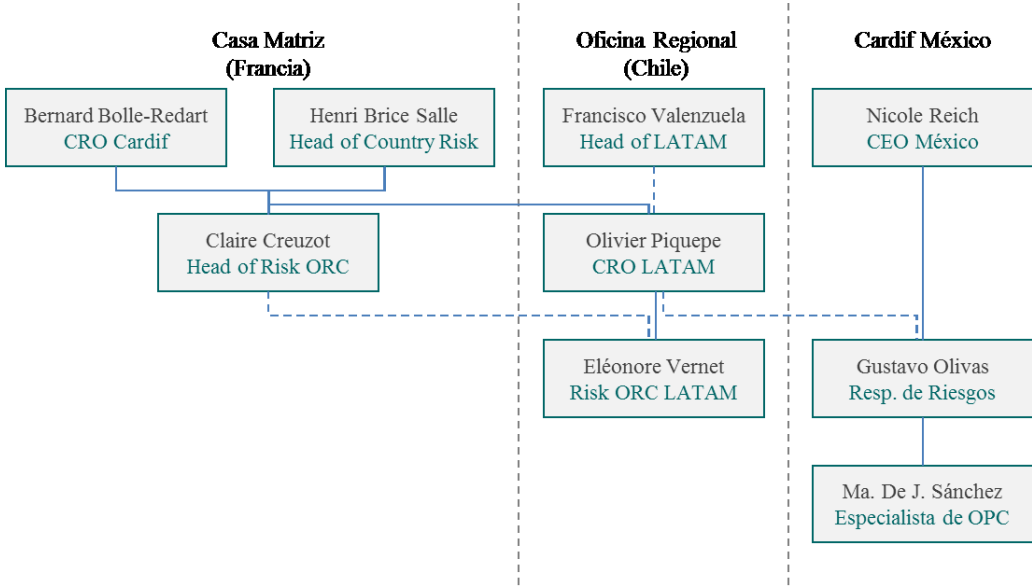 Casa Matriz
(Francia)
Oficina Regional
(Chile)
Cardif México
Bernard Bolle-Redart
CRO Cardif
Henri Brice Salle
Head of Country Risk
Francisco Valenzuela
Head of LATAM
Nicole Reich
CEO México
Claire Creuzot
Head of Risk ORC
Olivier Piquepe
CRO LATAM
Eléonore Vernet
Risk ORC LATAM
Gustavo Olivas
Resp. de Riesgos
Ma. De J. Sánchez
Especialista de OPC